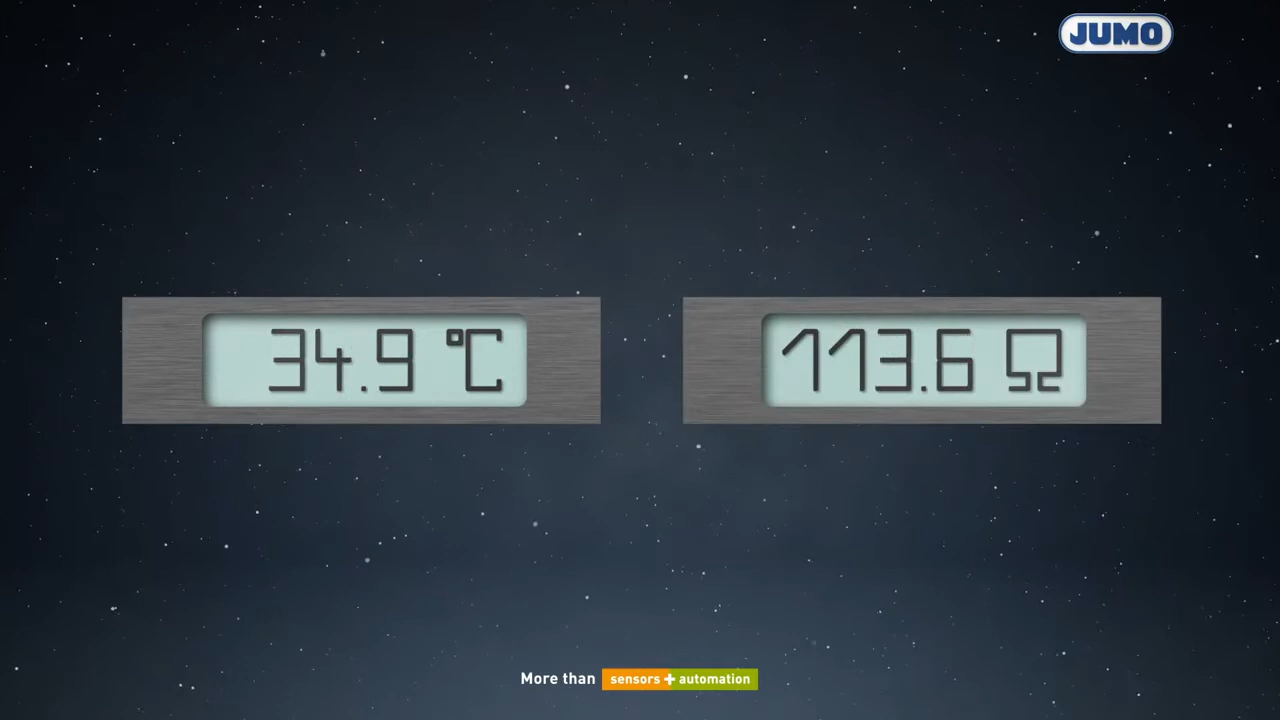 JUMO
34.9 °C
113.6 Ω
More than sensors + automation